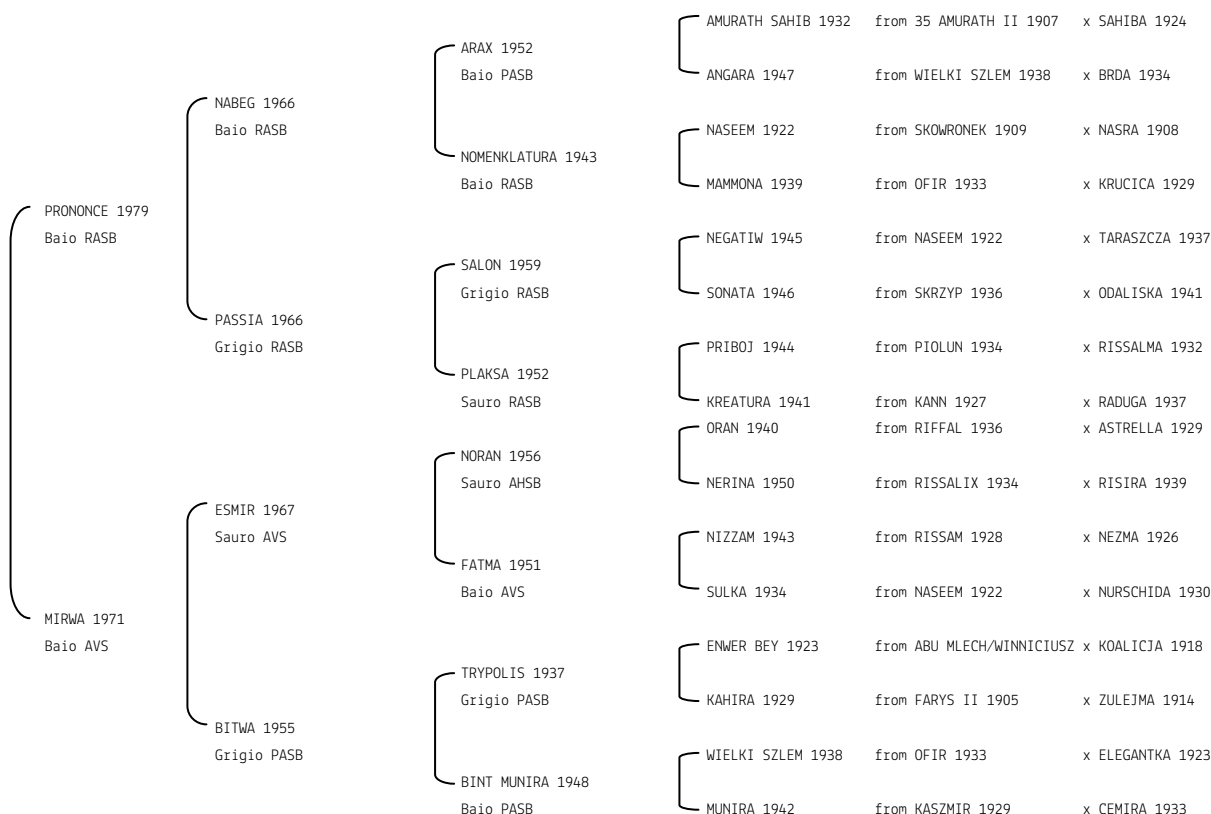 AMURATH SAHIB 1932 from 35 AMURATH II 1907 x SAHIBA 1924
ARAX 1952
Baio PASB
ANGARA 1947 from WIELKI SZLEM 1938 x BRDA 1934
NABEG 1966
Baio RASB
NASEEM 1922 from SKOWRONEK 1909 x NASRA 1908
NOMENKLATURA 1943
Baio RASB
MAMMONA 1939 from OFIR 1933 x KRUCICA 1929
PRONONCE 1979
Baio RASB
NEGATIW 1945 from NASEEM 1922 x TARASZCZA 1937
SALON 1959
Grigio RASB
SONATA 1946 from SKRZYP 1936 x ODALISKA 1941
PASSIA 1966
Grigio RASB
PRIBOJ 1944 from PIOLUN 1934 x RISSALMA 1932
PLAKSA 1952
Sauro RASB
KREATURA 1941 from KANN 1927 x RADUGA 1937
ORAN 1940 from RIFFAL 1936 x ASTRELLA 1929
NORAN 1956
Sauro AHSB
NERINA 1950 from RISSALIX 1934 x RISIRA 1939
ESMIR 1967
Sauro AVS
NIZZAM 1943 from RISSAM 1928 x NEZMA 1926
FATMA 1951
Baio AVS
SULKA 1934 from NASEEM 1922 x NURSCHIDA 1930
MIRWA 1971
Baio AVS
ENWER BEY 1923 from ABU MLECH/WINNICIUSZ x KOALICJA 1918
TRYPOLIS 1937
Grigio PASB
KAHIRA 1929 from FARYS II 1905 x ZULEJMA 1914
BITWA 1955
Grigio PASB
WIELKI SZLEM 1938 from OFIR 1933 x ELEGANTKA 1923
BINT MUNIRA 1948
Baio PASB
MUNIRA 1942 from KASZMIR 1929 x CEMIRA 1933